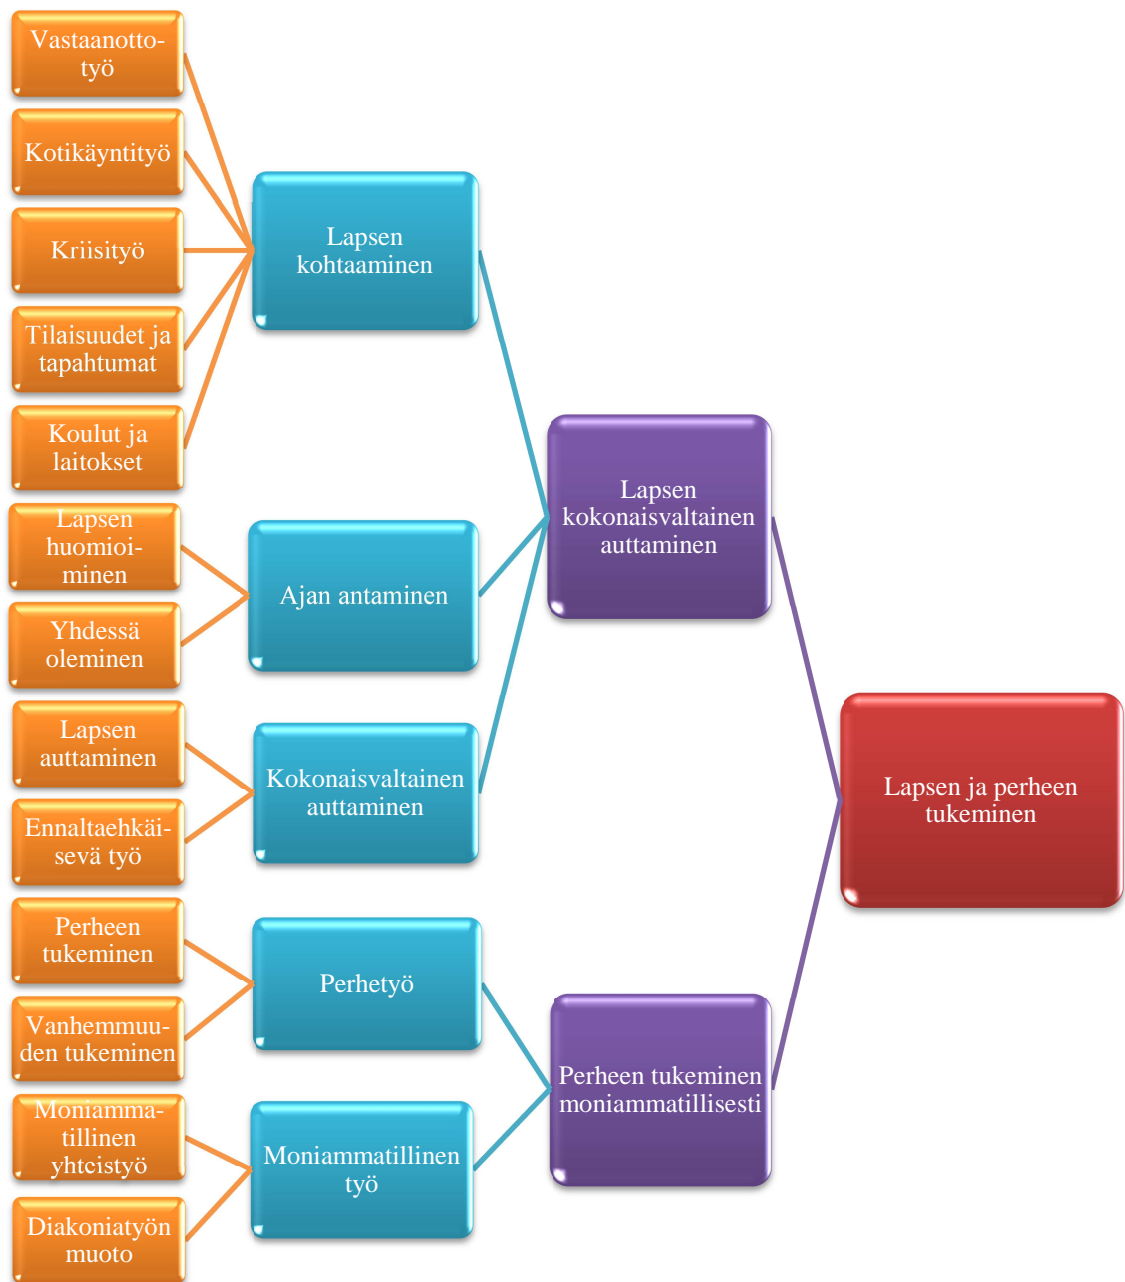 Vastaanotto-
työ
Kotikäyntityö
Kriisityö
Tilaisuudet ja
tapahtumat
Koulut ja
laitokset
Lapsen
huomioi-
minen
Yhdessä
oleminen
Lapsen
auttaminen
Ennaltaehkäi-
sevä työ
Perheen
tukeminen
Vanhemmuu-
den tukeminen
Moniamma-
tillinen
yhteistyö
Diakoniatyön
muoto
Lapsen
kohtaaminen
Ajan antaminen
Kokonaisvaltainen
auttaminen
Perhetyö
Moniammatillinen
työ
Lapsen
kokonaisvaltainen
auttaminen
Perheen tukeminen
moniammatillisesti
Lapsen ja perheen
tukeminen